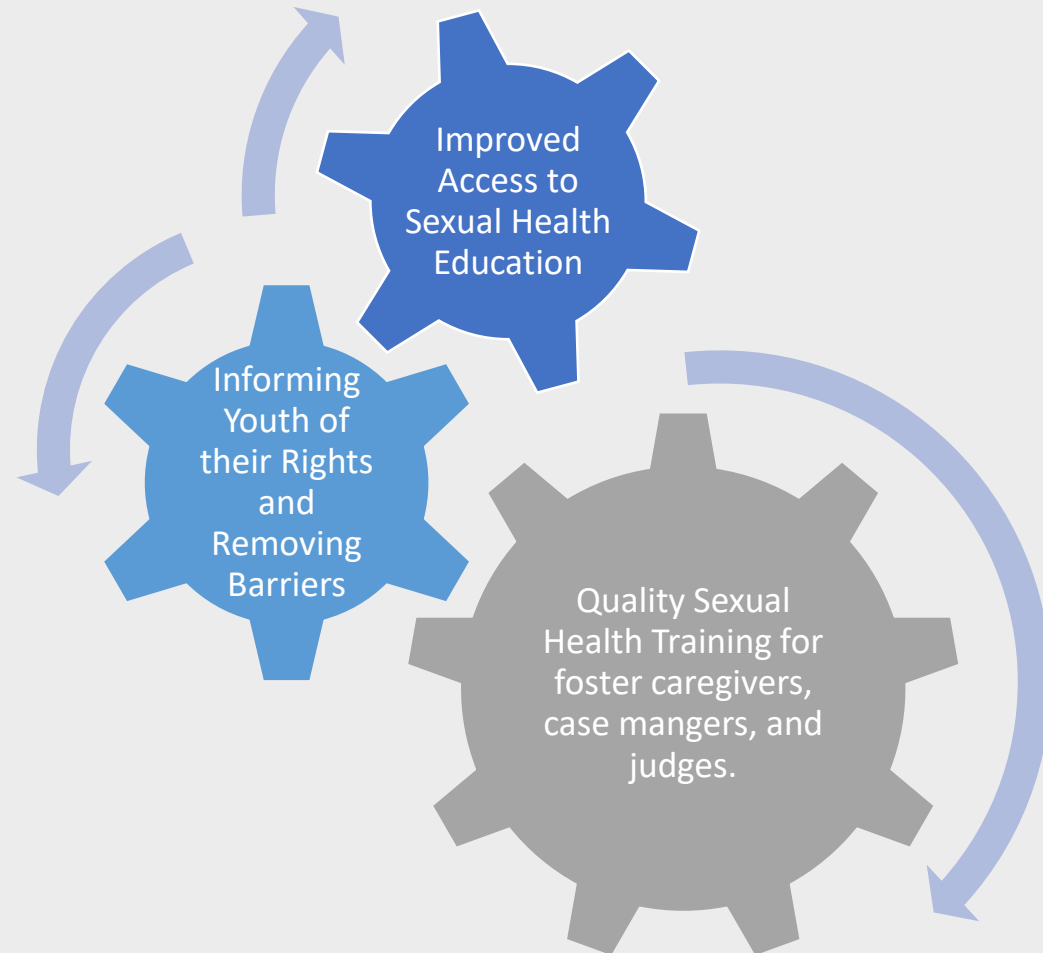 Improved
Access to
Sexual Health
Education
Informing
Youth of
their Rights
and
Removing
Barriers
Quality Sexual
Health Training for
foster caregivers,
case mangers, and
judges.